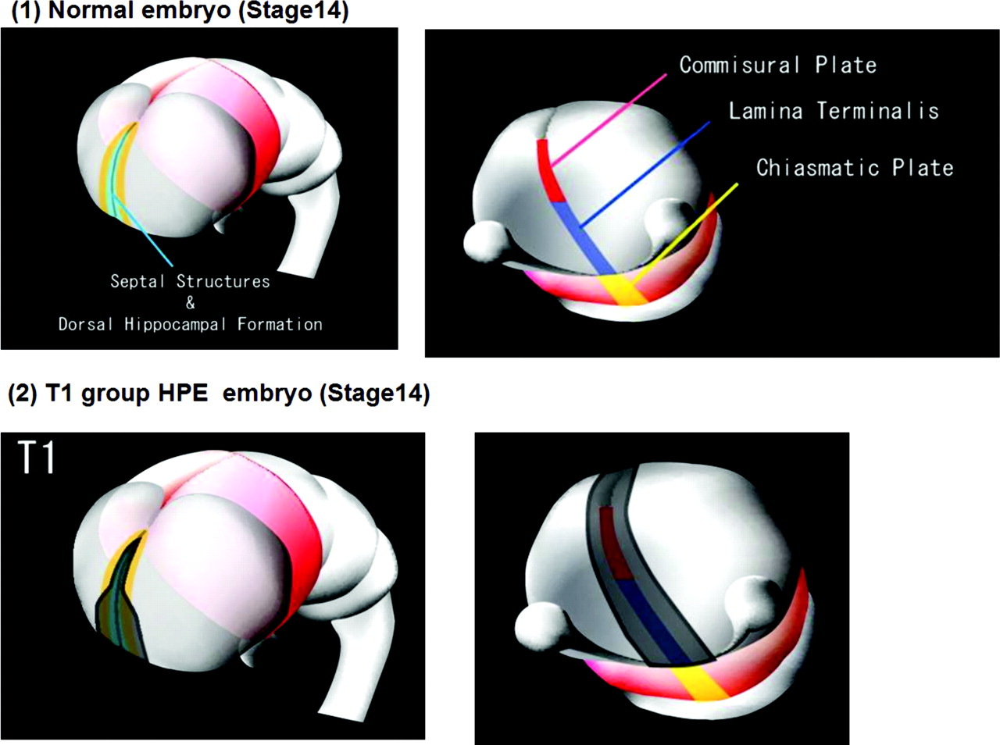 (1) Normal embryo (Stage14)
Septal Structures
&
Dorsal Hippocampal Formation
Commisural Plate
Lamina Terminalis
Chiasmatic Plate
(2) T1 group HPE embryo (Stage14)
T1